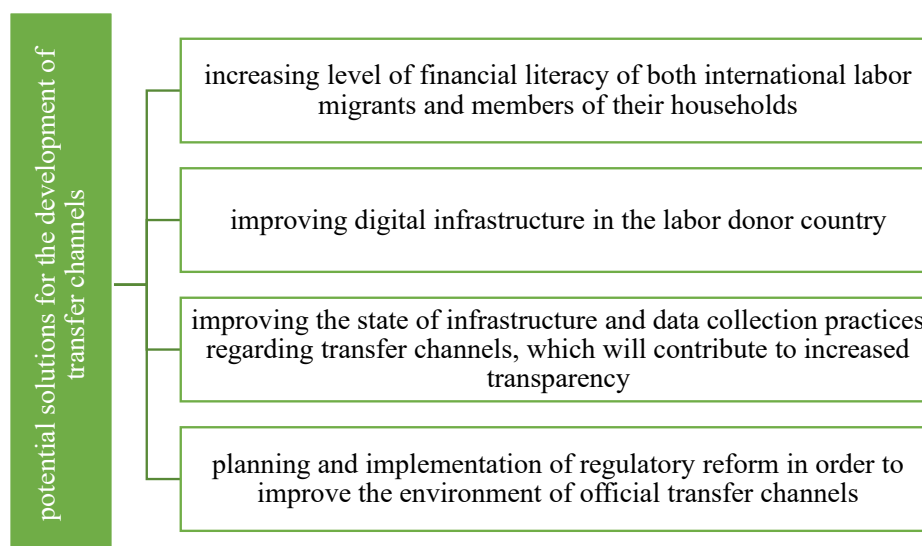 potential solutions for the development of
transfer channels
increasing level of financial literacy of both international labor
migrants and members of their households
improving digital infrastructure in the labor donor country
improving the state of infrastructure and data collection practices
regarding transfer channels, which will contribute to increased
transparency
planning and implementation of regulatory reform in order to
improve the environment of official transfer channels